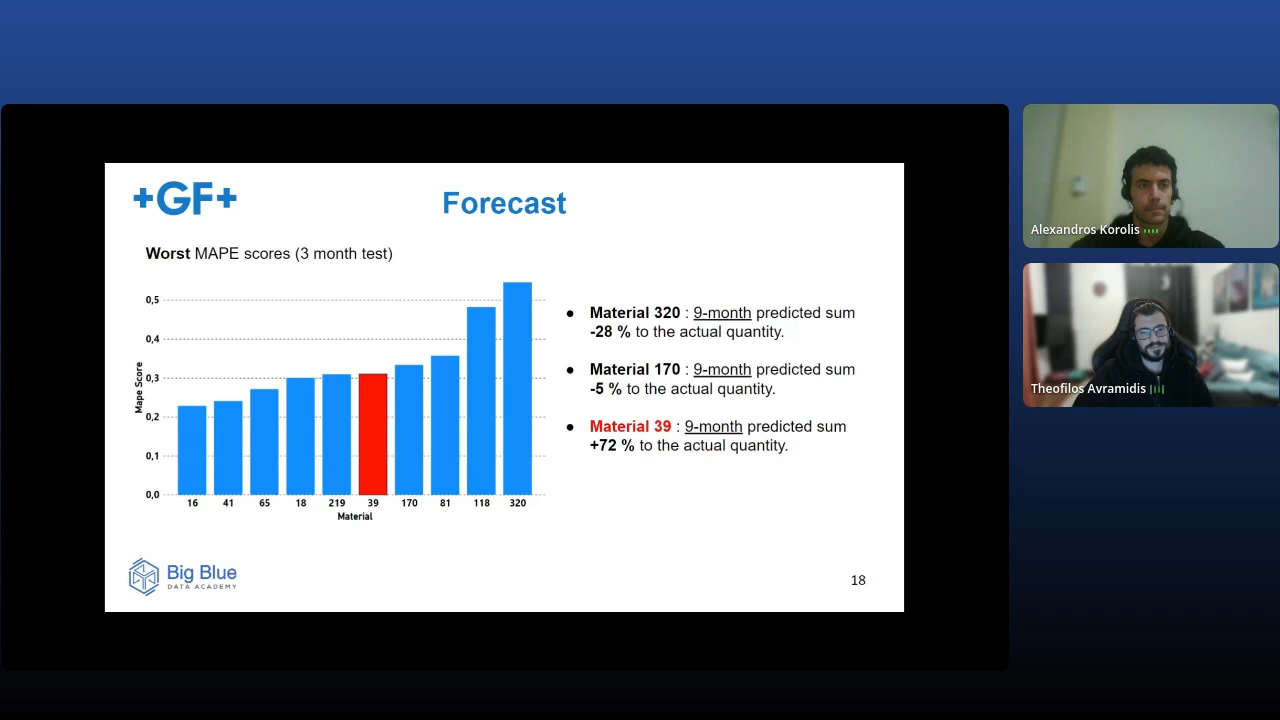 +GF+
Forecast
Worst MAPE scores (3 month test)
0,5
0,4
0,3
0,2
0,1
0,0
Mape Score
16 41 65 18 219 39 170 81 118 320
Material
● Material 320 : 9-month predicted sum
-28 % to the actual quantity.
● Material 170 : 9-month predicted sum
-5 % to the actual quantity.
● Material 39 : 9-month predicted sum
+72 % to the actual quantity.
Big Blue
DATA ACADEMY
18
Alexandros Korolis
Theofilos Avramidis